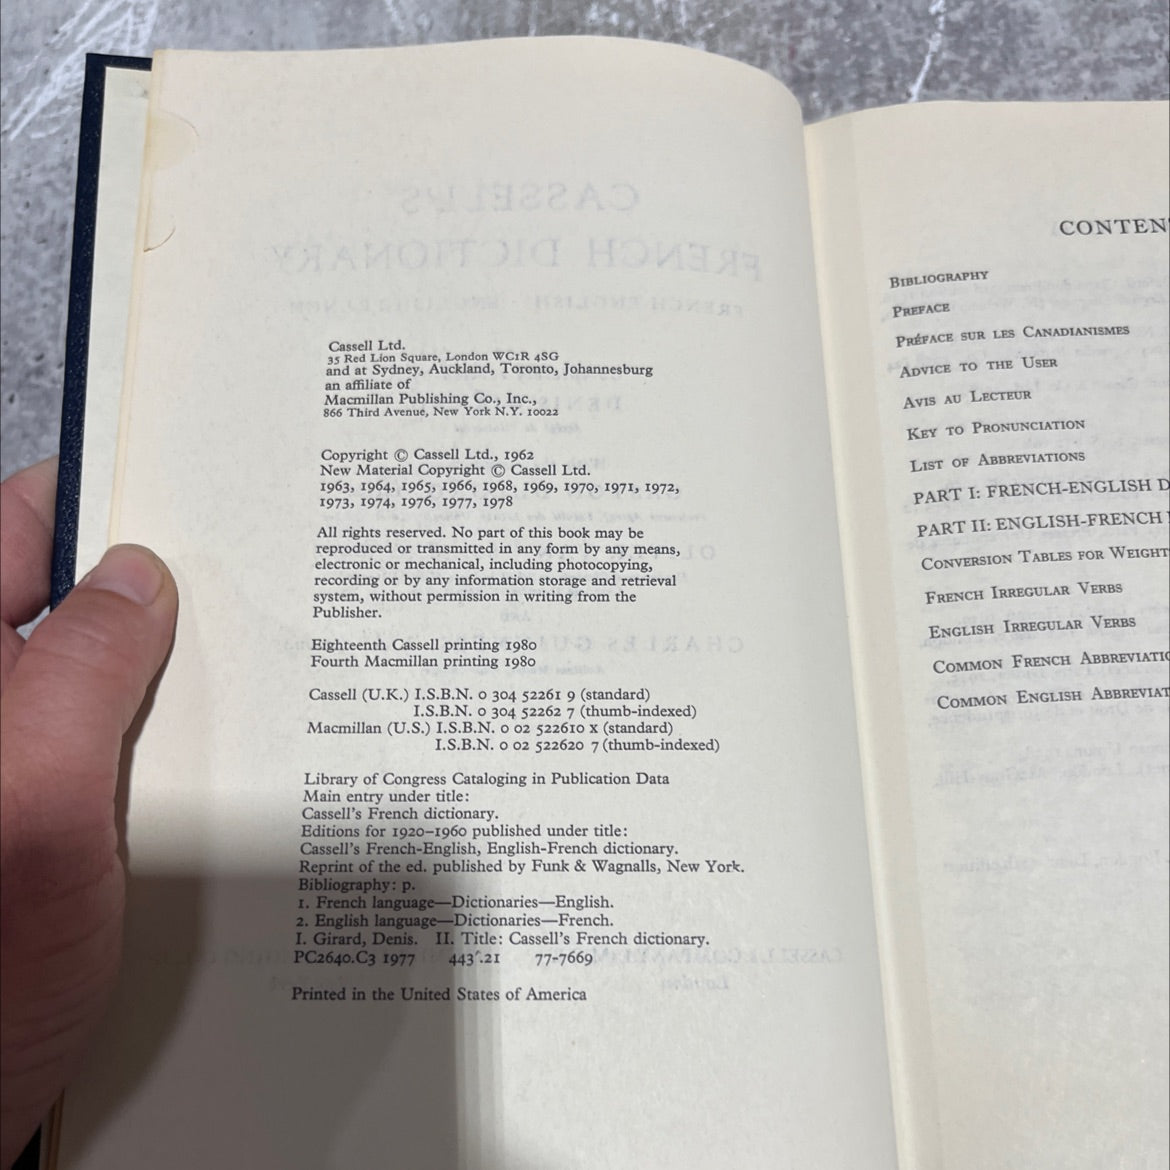 Cassell Ltd.
35 Red Lion Square, London WC1R 4SG
and at Sydney, Auckland, Toronto, Johannesburg
an affiliate of
Macmillan Publishing Co., Inc.,
866 Third Avenue, New York N.Y. 10022
Copyright © Cassell Ltd., 1962
New Material Copyright © Cassell Ltd.
1963, 1964, 1965, 1966, 1968, 1969, 1970, 1971, 1972,
1973, 1974, 1976, 1977, 1978
All rights reserved. No part of this book may be
reproduced or transmitted in any form by any means,
electronic or mechanical, including photocopying,
recording or by any information storage and retrieval
system, without permission in writing from the
Publisher.
Eighteenth Cassell printing 1980
Fourth Macmillan printing 1980
Cassell (U.K.) I.S.B.N. 0 304 52261 9 (standard)
I.S.B.N. 0 304 52262 7 (thumb-indexed)
Macmillan (U.S.) I.S.B.N. 0 02 522610 x (standard)
I.S.B.N. 0 02 522620 7 (thumb-indexed)
Library of Congress Cataloging in Publication Data
Main entry under title:
Cassell's French dictionary.
Editions for 1920–1960 published under title:
Cassell's French-English, English-French dictionary.
Reprint of the ed. published by Funk & Wagnalls, New York.
Bibliography: p.
1. French language—Dictionaries—English.
2. English language—Dictionaries—French.
I. Girard, Denis. II. Title: Cassell's French dictionary.
PC2640.C3 1977 443'.21 77-7669
Printed in the United States of America
CONTEN
Bibliography
Preface
Préface sur les Canadianismes
Advice to the User
Avis au Lecteur
Key to Pronunciation
List of Abbreviations
PART I: FRENCH-ENGLISH D
PART II: ENGLISH-FRENCH
Conversion Tables for Weight
French Irregular Verbs
English Irregular Verbs
Common French Abbreviatio
Common English Abbreviat